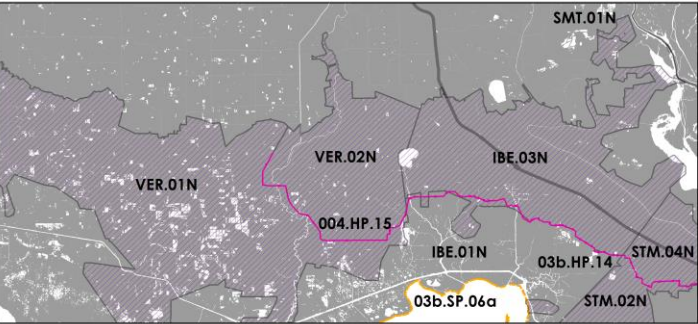 SMT.01N
VER.02N
IBE.03N
VER.01N
004.HP.15
IBE.01N
STM.04N
03b.HP.14
03b.SP.06a
STM.02N